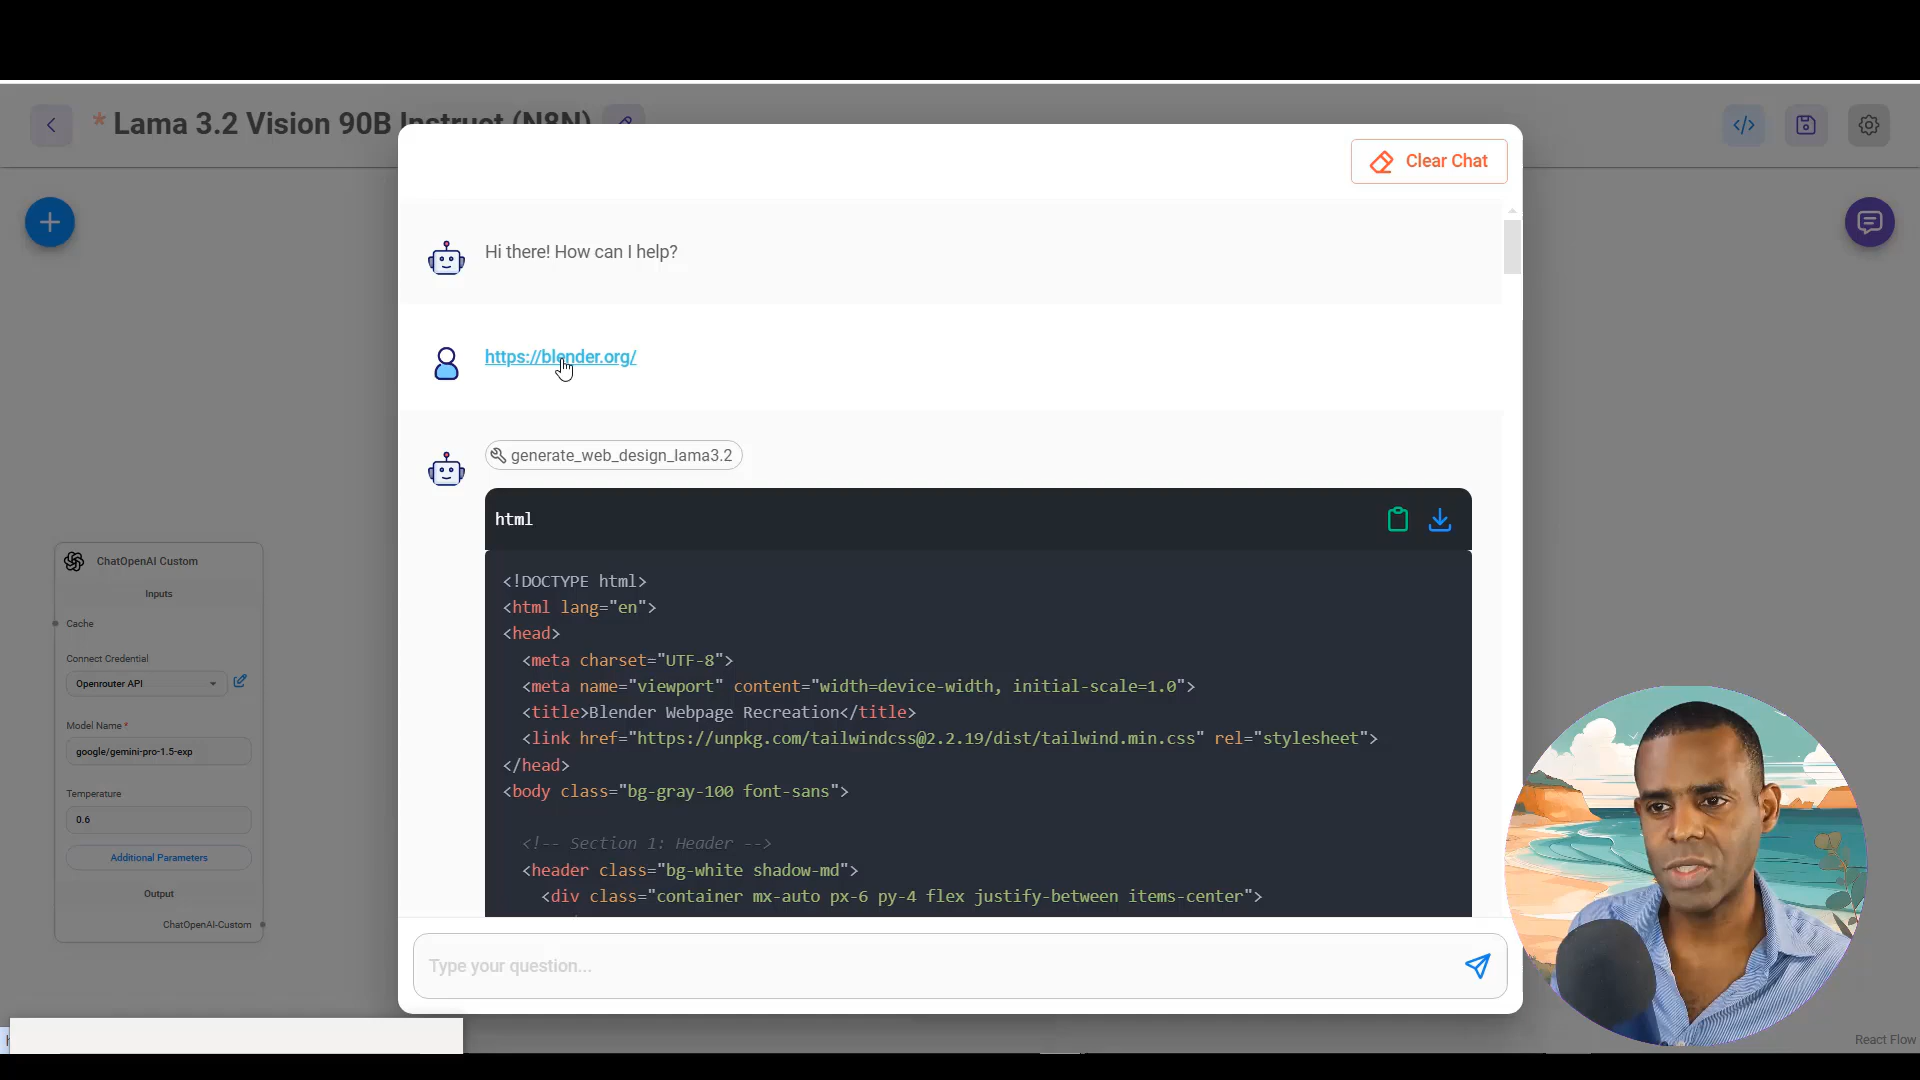 * Lama 3.2 Vision 90B Instruct (N8N)
Clear Chat
Hi there! How can I help?
https://blender.org/
generate_web_design_lama3.2
html
<!DOCTYPE html>
<html lang="en">
<head>
<meta charset="UTF-8">
<meta name="viewport" content="width=device-width, initial-scale=1.0">
<title>Blender Webpage Recreation</title>
<link href="https://unpkg.com/tailwindcss@2.2.19/dist/tailwind.min.css" rel="stylesheet">
</head>
<body class="bg-gray-100 font-sans">
<!-- Section 1: Header -->
<header class="bg-white shadow-md">
<div class="container mx-auto px-6 py-4 flex justify-between items-center">
Type your question...
ChatOpenAI Custom
Inputs
Cache
Connect Credential
Openrouter API
Model Name *
google/gemini-pro-1.5-exp
Temperature
0.6
Additional Parameters
Output
ChatOpenAI-Custom
React Flow